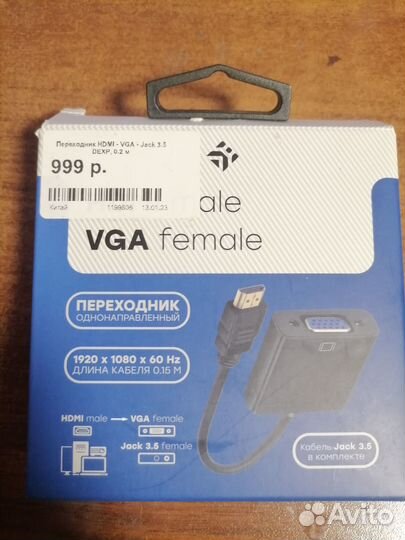 Переходник HDMI - VGA - Jack 3.5
DEXP, 0.2 м
999 р.
Китай 1199606 13.01.23
male
VGA female
ПЕРЕХОДНИК
ОДНОНАПРАВЛЕННЫЙ
1920 x 1080 x 60 Hz
ДЛИНА КАБЕЛЯ 0.15 М
HDMI male VGA female
Jack 3.5 female
Кабель Jack 3.5
в комплекте
Avito